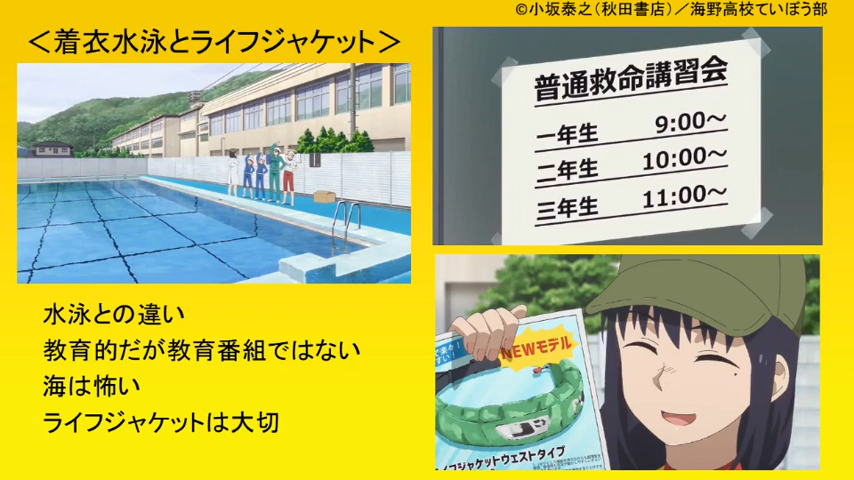 ©小坂泰之（秋田書店）／海野高校ていぼう部
＜着衣水泳とライフジャケット＞
普通救命講習会
一年生 9:00～
二年生 10:00～
三年生 11:00～
水泳との違い
教育的だが教育番組ではない
海は怖い
ライフジャケットは大切
NEWモデル
イフジャケットウェストタイプ